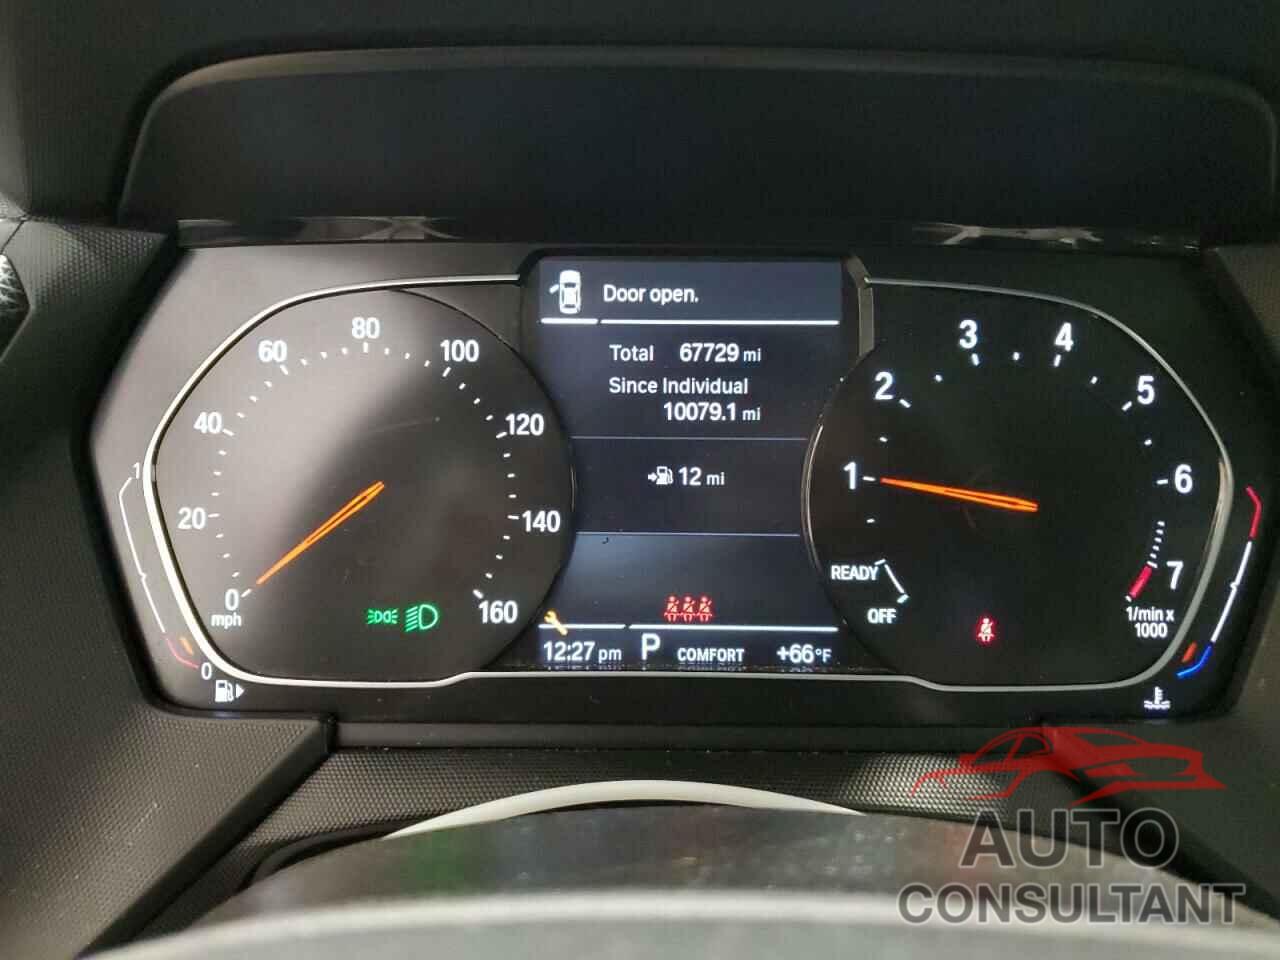 Door open.
Total 67729 mi
Since Individual
10079.1 mi
12 mi
0
20
40
60
80
100
120
140
160
mph
1
0
1
2
3
4
5
6
7
READY
OFF
1/min x
1000
12:27 pm P COMFORT +66°F
AUTO
CONSULTANT